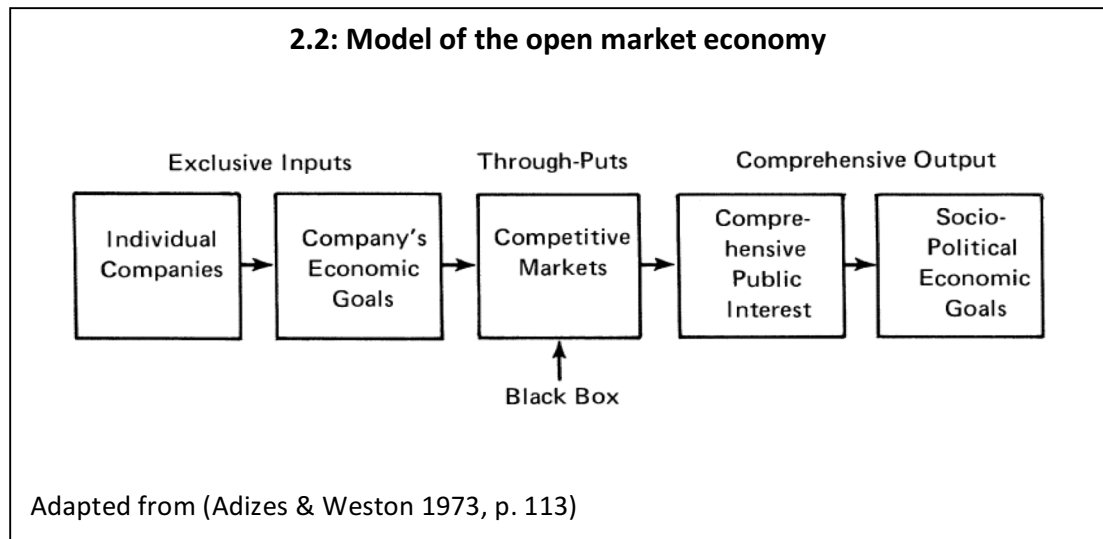 2.2: Model of the open market economy
Exclusive Inputs
Through-Puts
Comprehensive Output
Individual
Companies
Company's
Economic
Goals
Competitive
Markets
Compre-
hensive
Public
Interest
Socio-
Political
Economic
Goals
Black Box
Adapted from (Adizes & Weston 1973, p. 113)